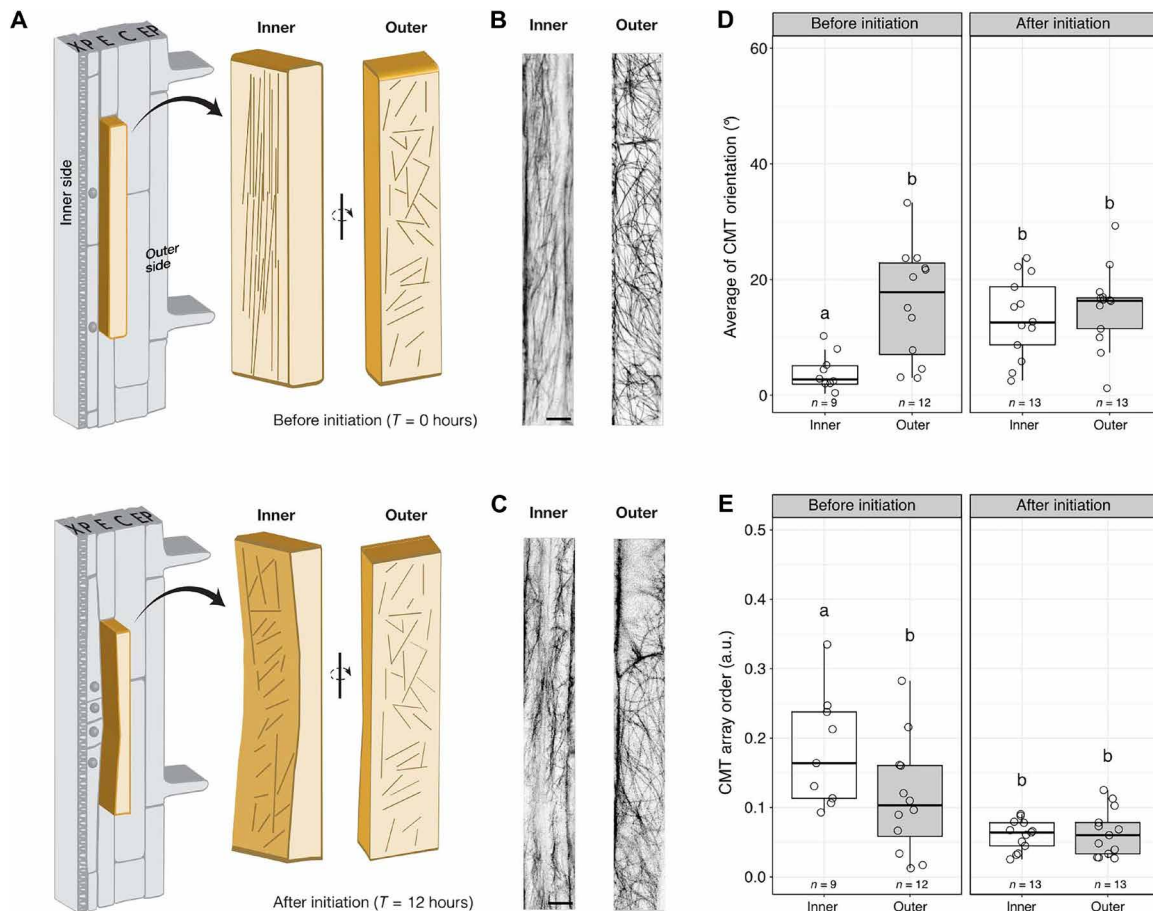 A
XP E C EP
Inner side
Outer
side
Inner
Outer
Before initiation (T = 0 hours)
B
Inner
Outer
D
Before initiation
After initiation
Average of CMT orientation (°)
60
40
20
0
a
b
b
b
n = 9
n = 12
n = 13
n = 13
Inner
Outer
Inner
Outer
XP E C EP
Inner
Outer
After initiation (T = 12 hours)
C
Inner
Outer
E
Before initiation
After initiation
CMT array order (a.u.)
0.5
0.4
0.3
0.2
0.1
0.0
a
b
b
b
n = 9
n = 12
n = 13
n = 13
Inner
Outer
Inner
Outer